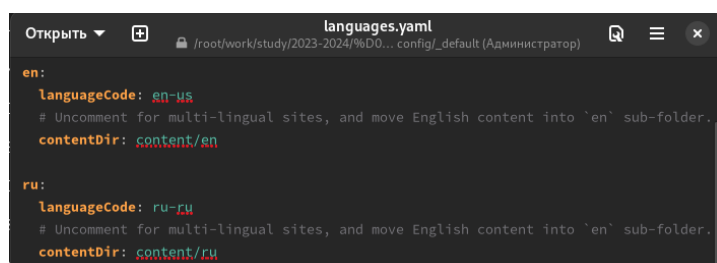 languages.yaml
Открыть
/root/work/study/2023-2024/%D0... config/_default (Администратор)
en:
languageCode: en-us
# Uncomment for multi-lingual sites, and move English content into `en` sub-folder.
contentDir: content/en
ru:
languageCode: ru-ru
# Uncomment for multi-lingual sites, and move English content into `en` sub-folder.
contentDir: content/ru